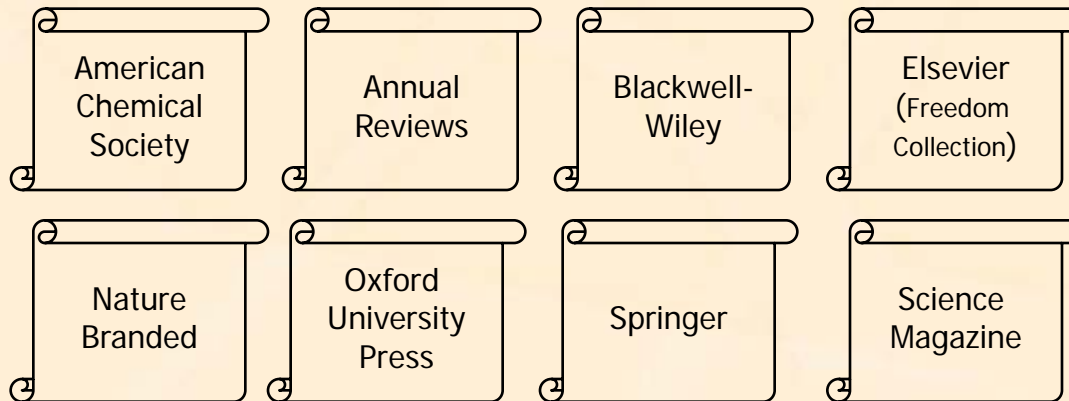 American
Chemical
Society
Annual
Reviews
Blackwell-
Wiley
Elsevier
(Freedom
Collection)
Nature
Branded
Oxford
University
Press
Springer
Science
Magazine